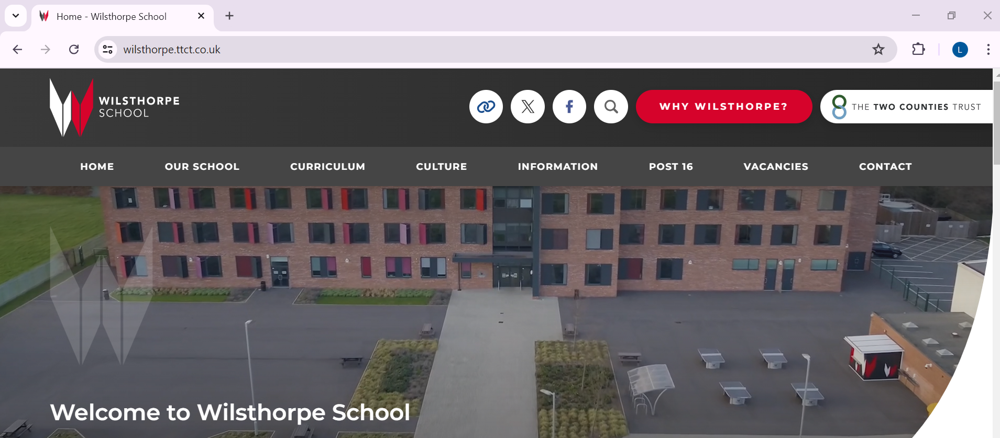 Home - Wilsthorpe School
wilsthorpe.ttct.co.uk
L
WILSTHORPE
SCHOOL
WHY WILSTHORPE?
THE TWO COUNTIES TRUST
HOME OUR SCHOOL CURRICULUM CULTURE INFORMATION POST 16 VACANCIES CONTACT
Welcome to Wilsthorpe School